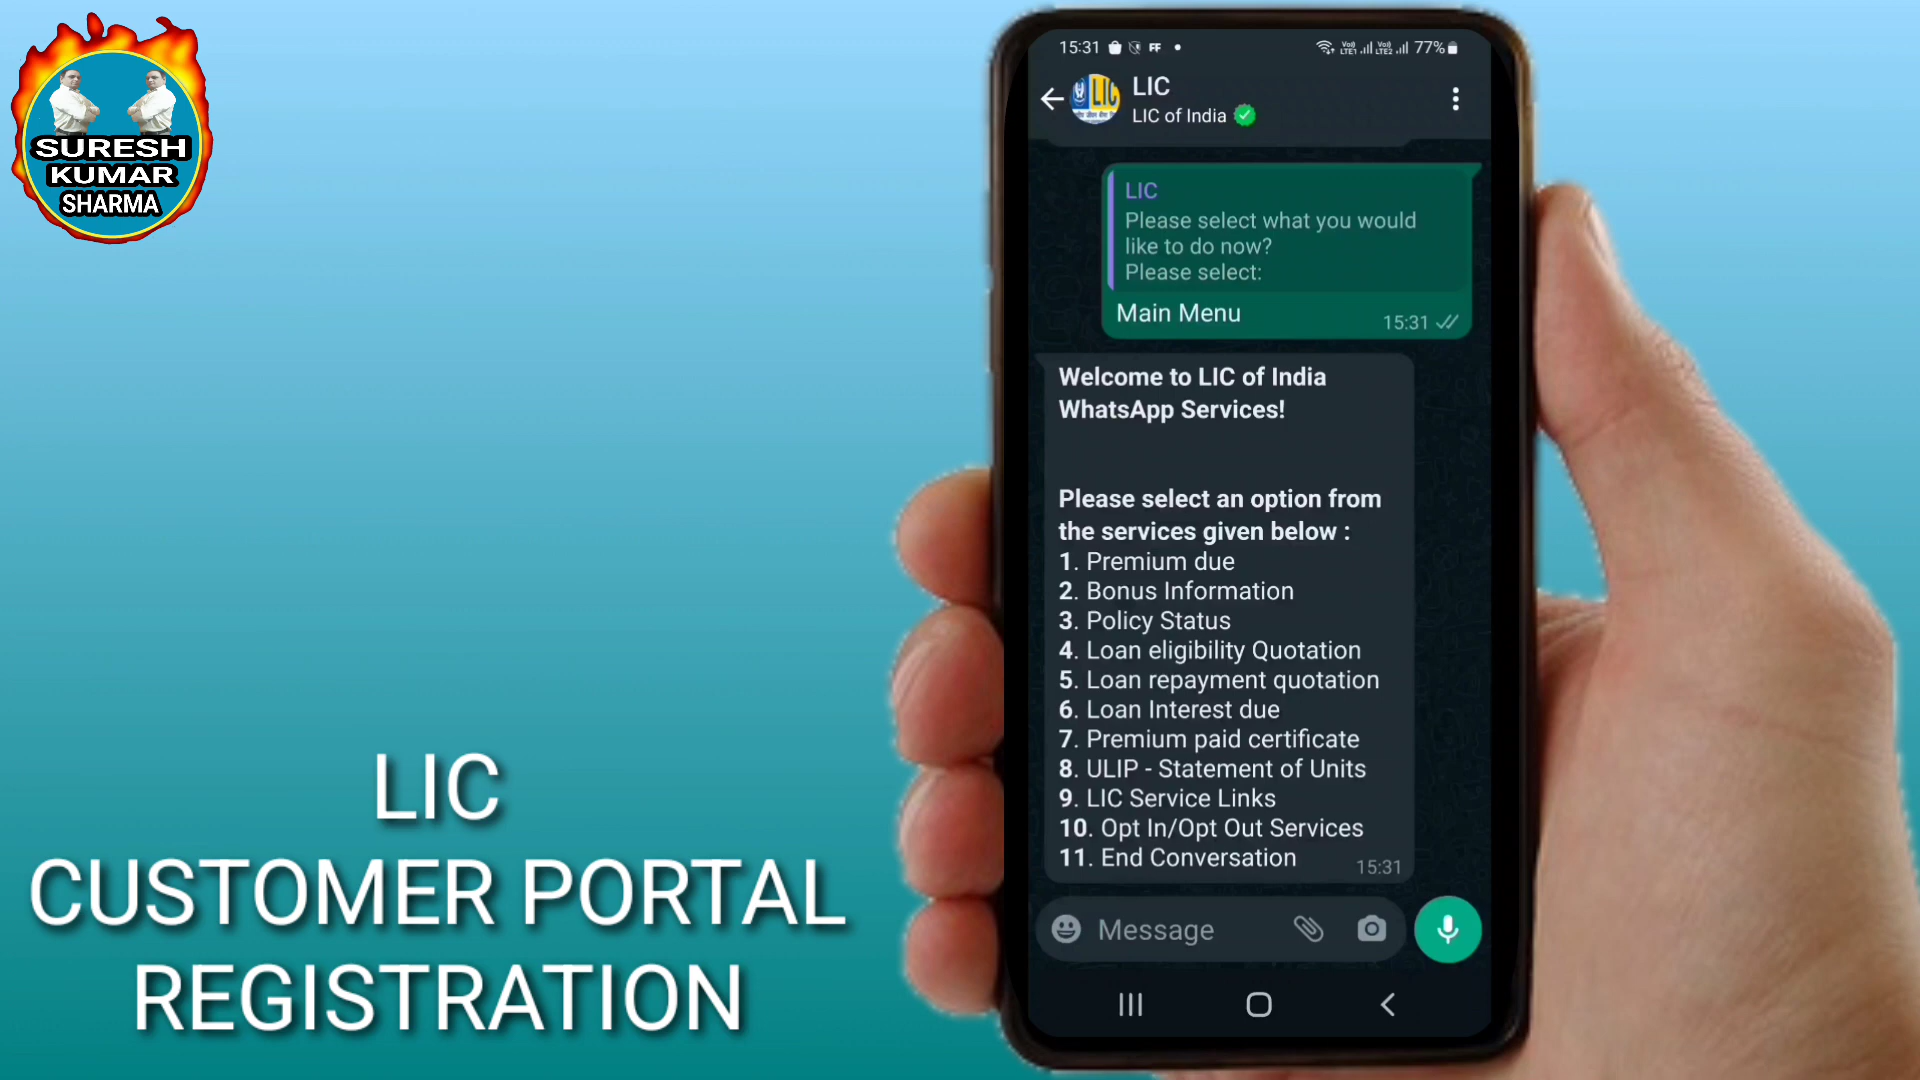 SURESH
KUMAR
SHARMA
LIC
CUSTOMER PORTAL
REGISTRATION
15:31
FF
77%
LIC
LIC of India
LIC
Please select what you would
like to do now?
Please select:
Main Menu
15:31
Welcome to LIC of India
WhatsApp Services!
Please select an option from
the services given below :
1. Premium due
2. Bonus Information
3. Policy Status
4. Loan eligibility Quotation
5. Loan repayment quotation
6. Loan Interest due
7. Premium paid certificate
8. ULIP - Statement of Units
9. LIC Service Links
10. Opt In/Opt Out Services
11. End Conversation
15:31
Message